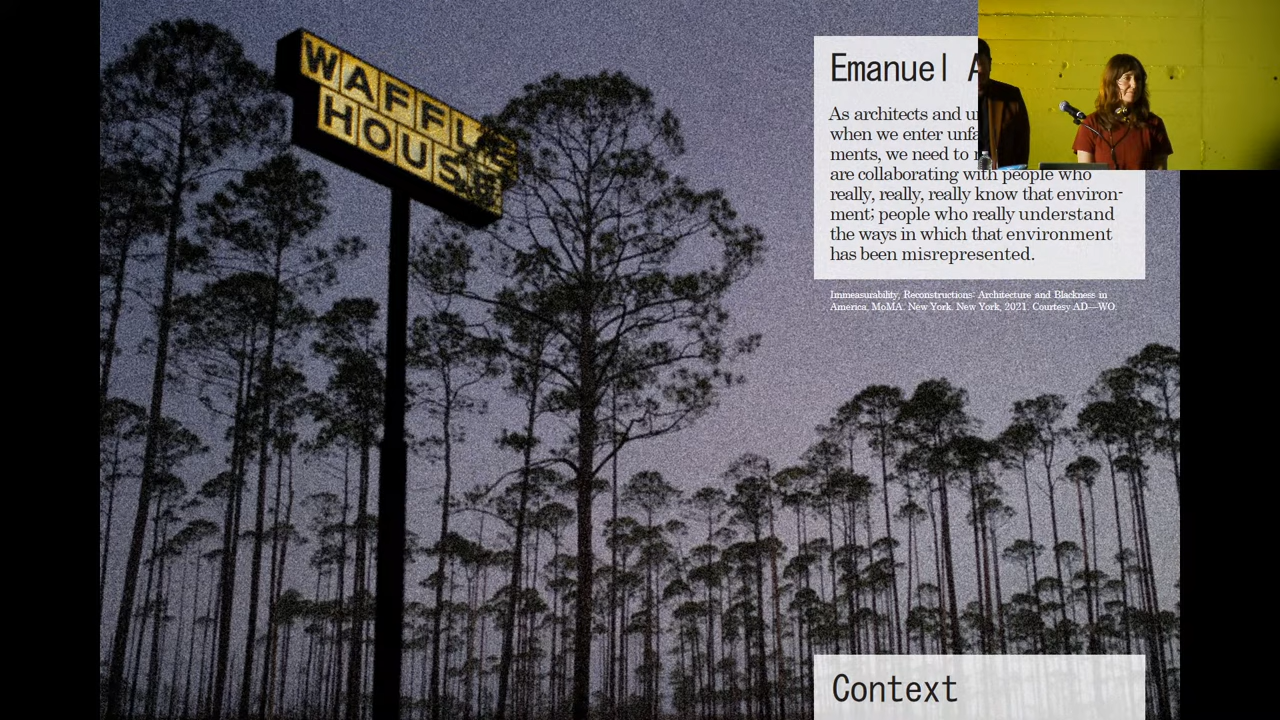 WAFFLE
HOUSE
Emanuel
As architects and
when we enter
ments, we need to
are collaborating with people who
really, really, really know that environ-
ment; people who really understand
the ways in which that environment
has been misrepresented.
Immeasurability, Reconstructions: Architecture and Blackness in
America, MoMA. New York. New York, 2021. Courtesy AD—WO
Context